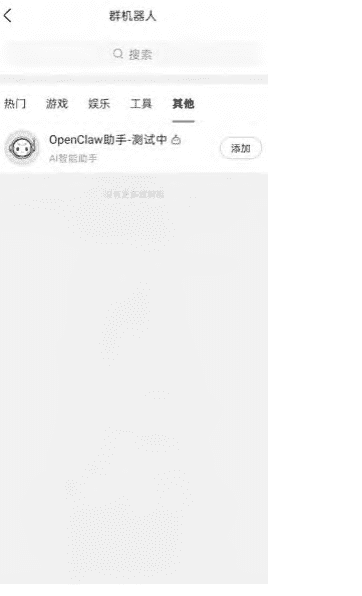 群机器人
搜索
热门 游戏 娱乐 工具 其他
OpenClaw助手-测试中
AI智能助手
添加